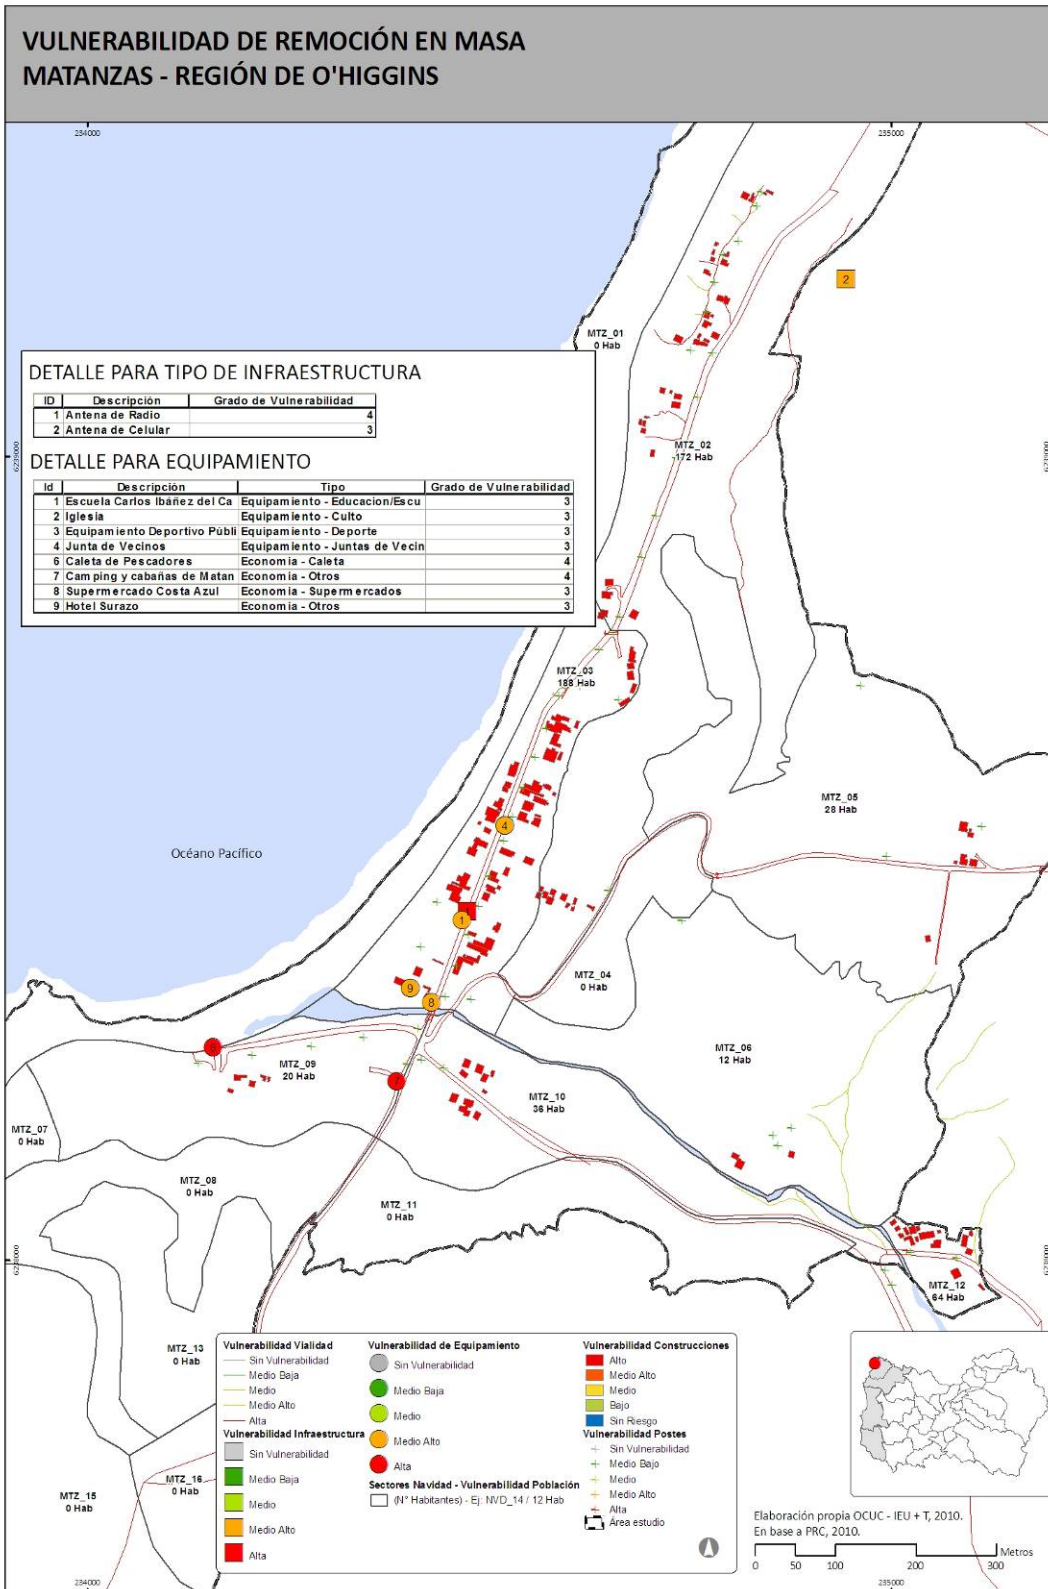 VULNERABILIDAD DE REMOCIÓN EN MASA
MATANZAS - REGIÓN DE O'HIGGINS
234000
235000
MTZ_01
0 Hab
2
DETALLE PARA TIPO DE INFRAESTRUCTURA
ID Descripción Grado de Vulnerabilidad
1 Antena de Radio 4
2 Antena de Celular 3
DETALLE PARA EQUIPAMIENTO
Id Descripción Tipo Grado de Vulnerabilidad
1 Escuela Carlos Ibáñez del Ca Equipamiento - Educacion/Escu 3
2 Iglesia Equipamiento - Culto 3
3 Equipamiento Deportivo Públi Equipamiento - Deporte 3
4 Junta de Vecinos Equipamiento - Juntas de Vecin 3
6 Caleta de Pescadores Economia - Caleta 4
7 Camping y cabañas de Matan Economia - Otros 4
8 Supermercado Costa Azul Economia - Supermercados 3
9 Hotel Surazo Economia - Otros 3
6239000
MTZ_02
172 Hab
MTZ_03
188 Hab
MTZ_05
28 Hab
4
Océano Pacífico
1
MTZ_04
0 Hab
9
8
MTZ_06
12 Hab
6
MTZ_09
20 Hab
7
MTZ_10
36 Hab
MTZ_07
0 Hab
MTZ_08
0 Hab
MTZ_11
0 Hab
6238000
MTZ_12
64 Hab
MTZ_13
0 Hab
MTZ_16
0 Hab
MTZ_15
0 Hab
Vulnerabilidad Vialidad
Sin Vulnerabilidad
Medio Baja
Medio
Medio Alto
Alta
Vulnerabilidad Infraestructura
Sin Vulnerabilidad
Medio Baja
Medio
Medio Alto
Alta
Vulnerabilidad de Equipamiento
Sin Vulnerabilidad
Medio Baja
Medio
Medio Alto
Alta
Sectores Navidad - Vulnerabilidad Población
(N° Habitantes) - Ej: NVD_14 / 12 Hab
Vulnerabilidad Construcciones
Alto
Medio Alto
Medio
Bajo
Sin Riesgo
Vulnerabilidad Postes
Sin Vulnerabilidad
Medio Bajo
Medio
Medio Alto
Alta
Área estudio
Elaboración propia OCUC - IEU + T, 2010.
En base a PRC, 2010.
Metros
0 50 100 200 300
234000
235000